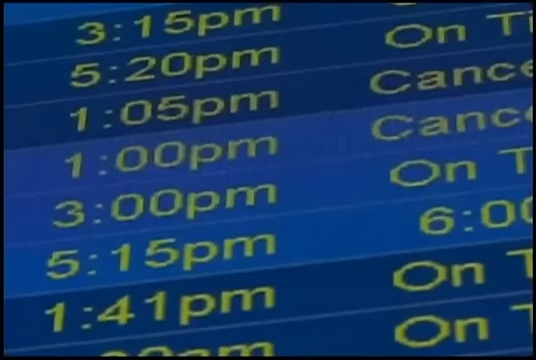 3:15pm
5:20pm On Ti
1:05pm Cance
1:00pm Canc
3:00pm On T
5:15pm 6:00
1:41pm On T
On T